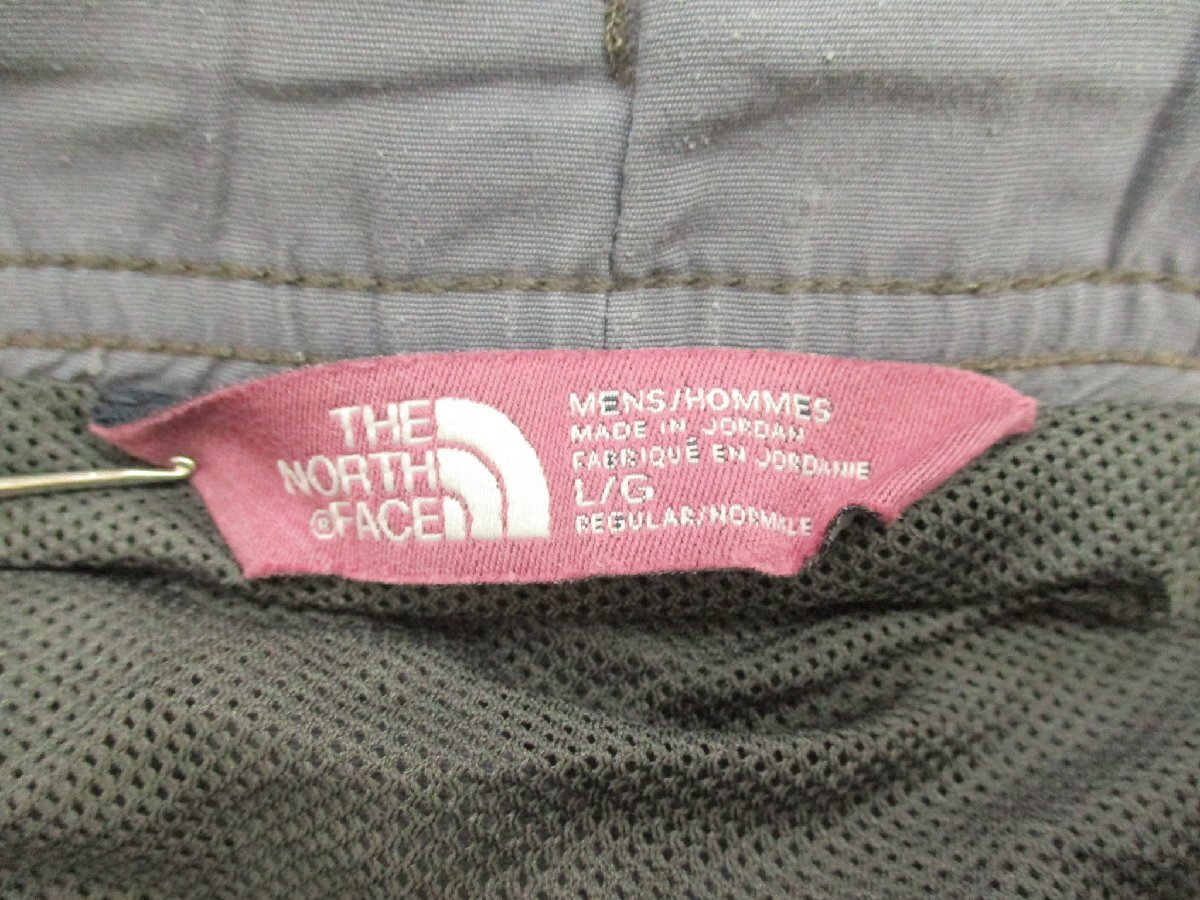 THE
NORTH
®FACE
MENS/HOMMES
MADE IN JORDAN
FABRIQUÉ EN JORDANIE
L/G
REGULAR/NORMALE